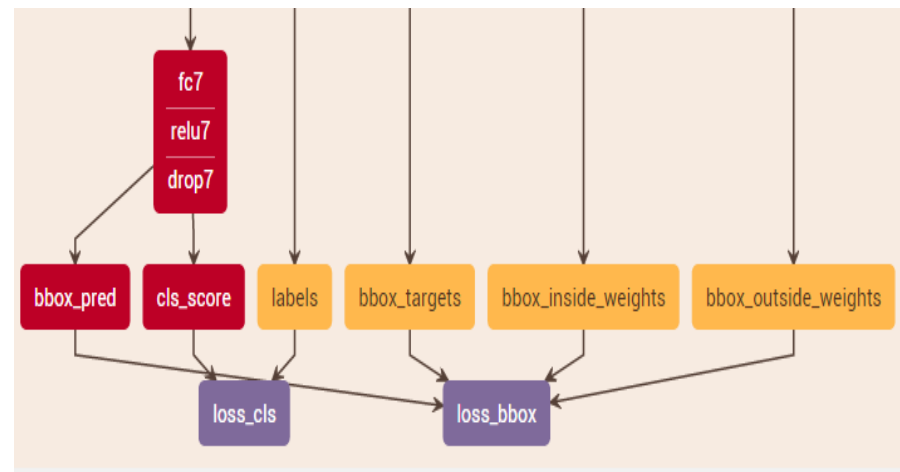 fc7
relu7
drop7
bbox_pred
cls_score
labels
bbox_targets
bbox_inside_weights
bbox_outside_weights
loss_cls
loss_bbox